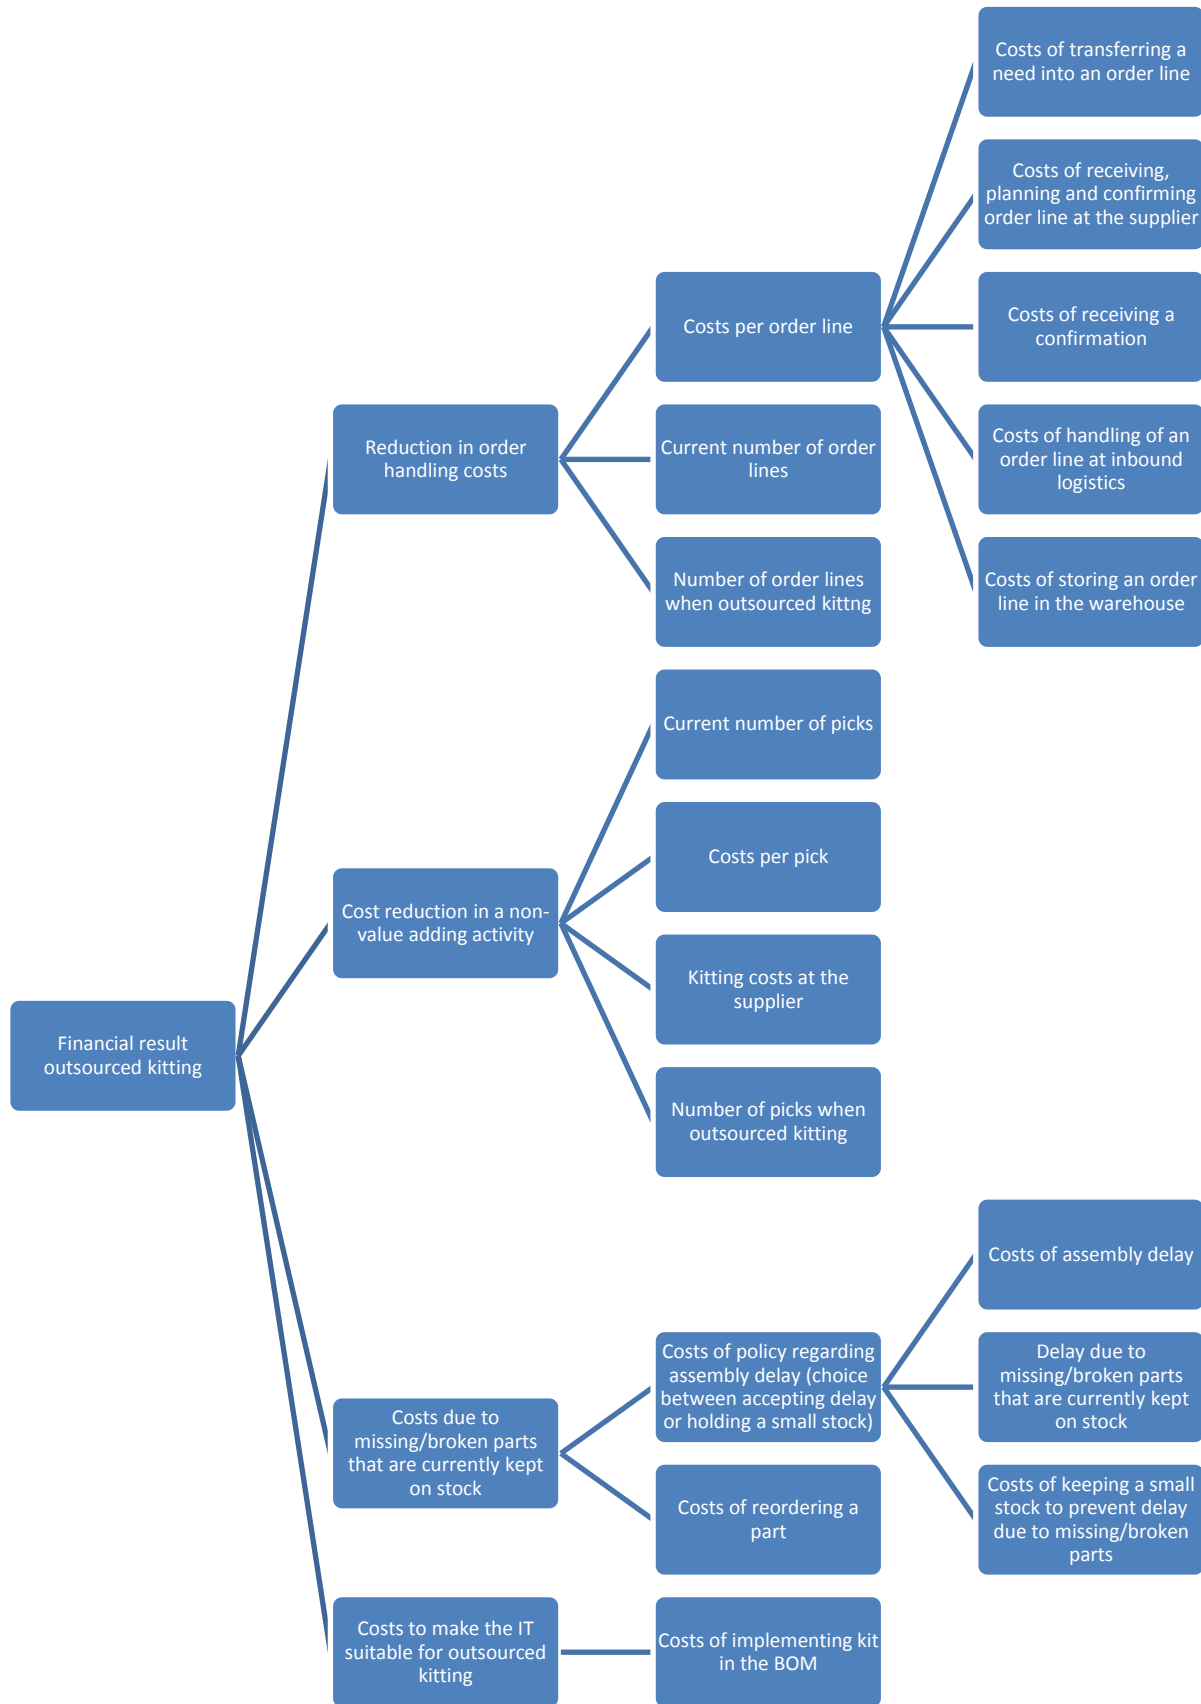 Costs of transferring a
need into an order line
Costs of receiving,
planning and confirming
order line at the supplier
Costs per order line
Costs of receiving a
confirmation
Reduction in order
handling costs
Current number of order
lines
Costs of handling of an
order line at inbound
logistics
Number of order lines
when outsourced kittng
Costs of storing an order
line in the warehouse
Current number of picks
Costs per pick
Cost reduction in a non-
value adding activity
Kitting costs at the
supplier
Financial result
outsourced kitting
Number of picks when
outsourced kitting
Costs of assembly delay
Costs of policy regarding
assembly delay (choice
between accepting delay
or holding a small stock)
Delay due to
missing/broken parts
that are currently kept
on stock
Costs due to
missing/broken parts
that are currently kept
on stock
Costs of reordering a
part
Costs of keeping a small
stock to prevent delay
due to missing/broken
parts
Costs to make the IT
suitable for outsourced
kitting
Costs of implementing kit
in the BOM